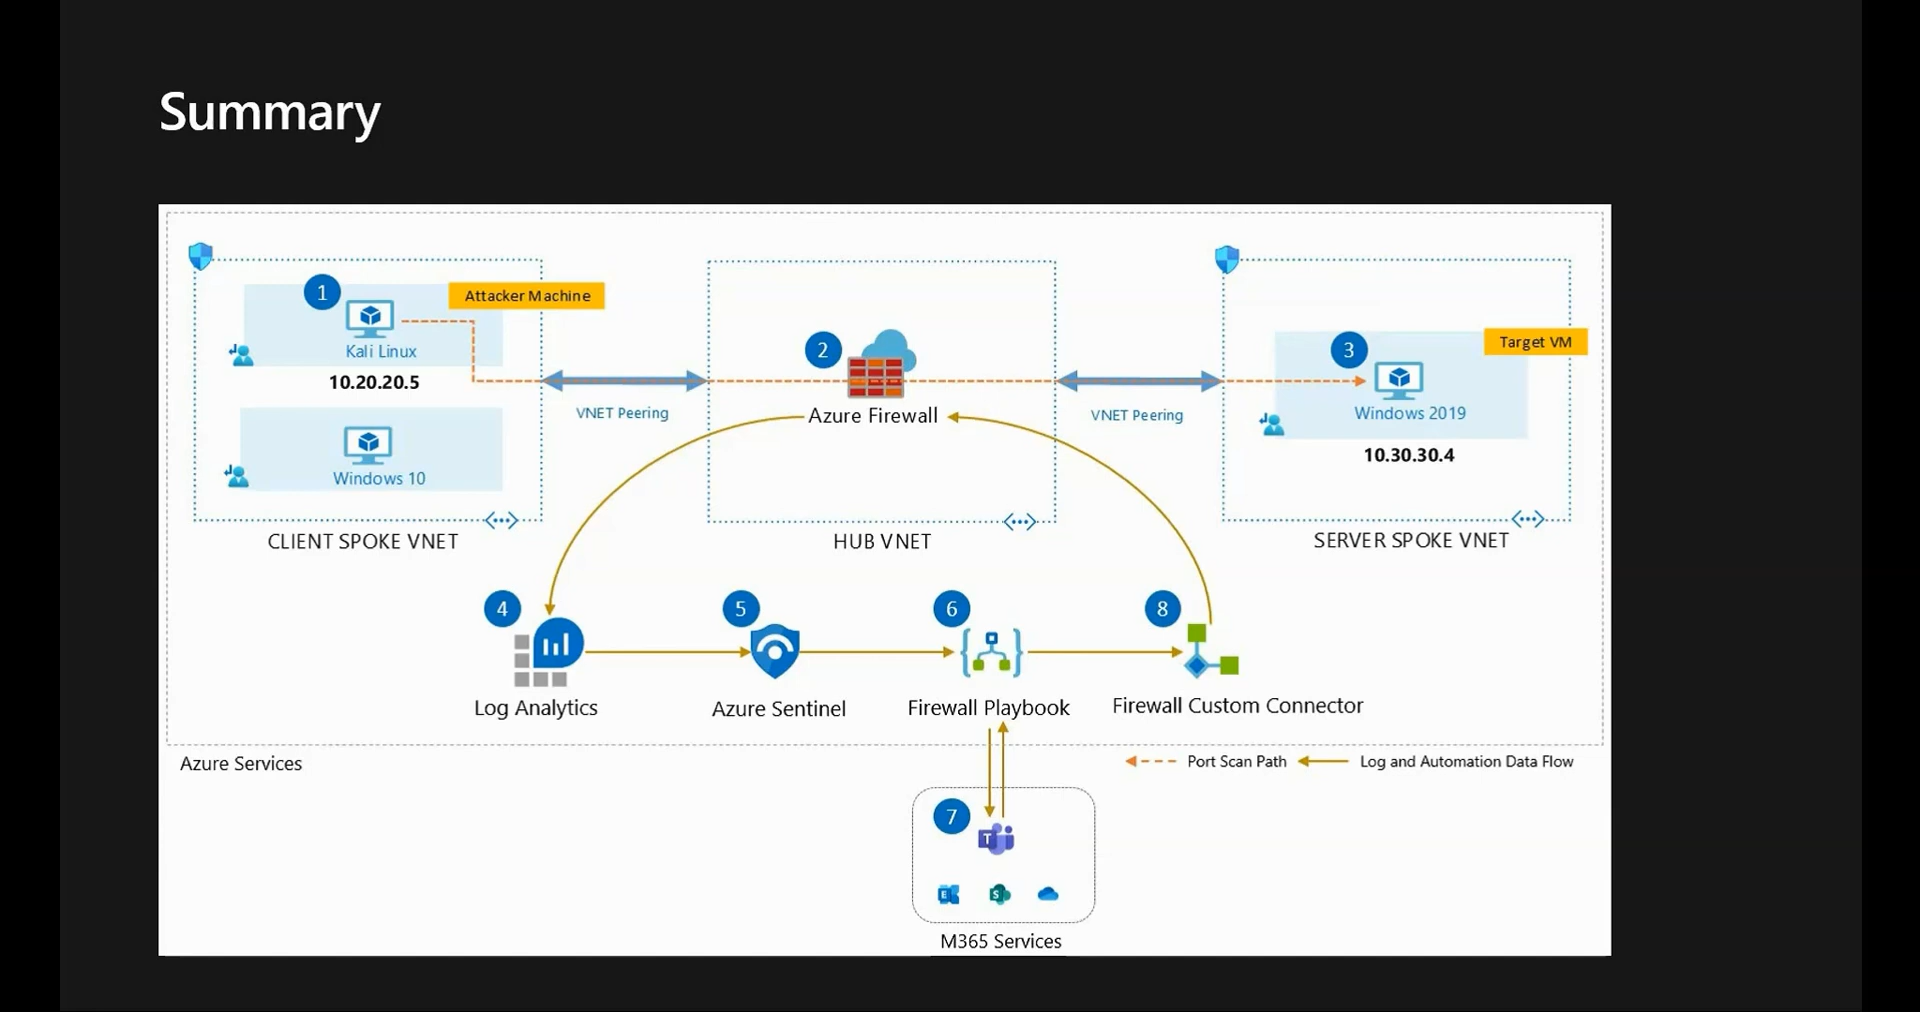 Summary
1
Attacker Machine
Kali Linux
10.20.20.5
Windows 10
CLIENT SPOKE VNET
VNET Peering
2
Azure Firewall
HUB VNET
VNET Peering
3
Target VM
Windows 2019
10.30.30.4
SERVER SPOKE VNET
4
Log Analytics
5
Azure Sentinel
6
Firewall Playbook
8
Firewall Custom Connector
Azure Services
Port Scan Path
Log and Automation Data Flow
7
T
E
S
M365 Services